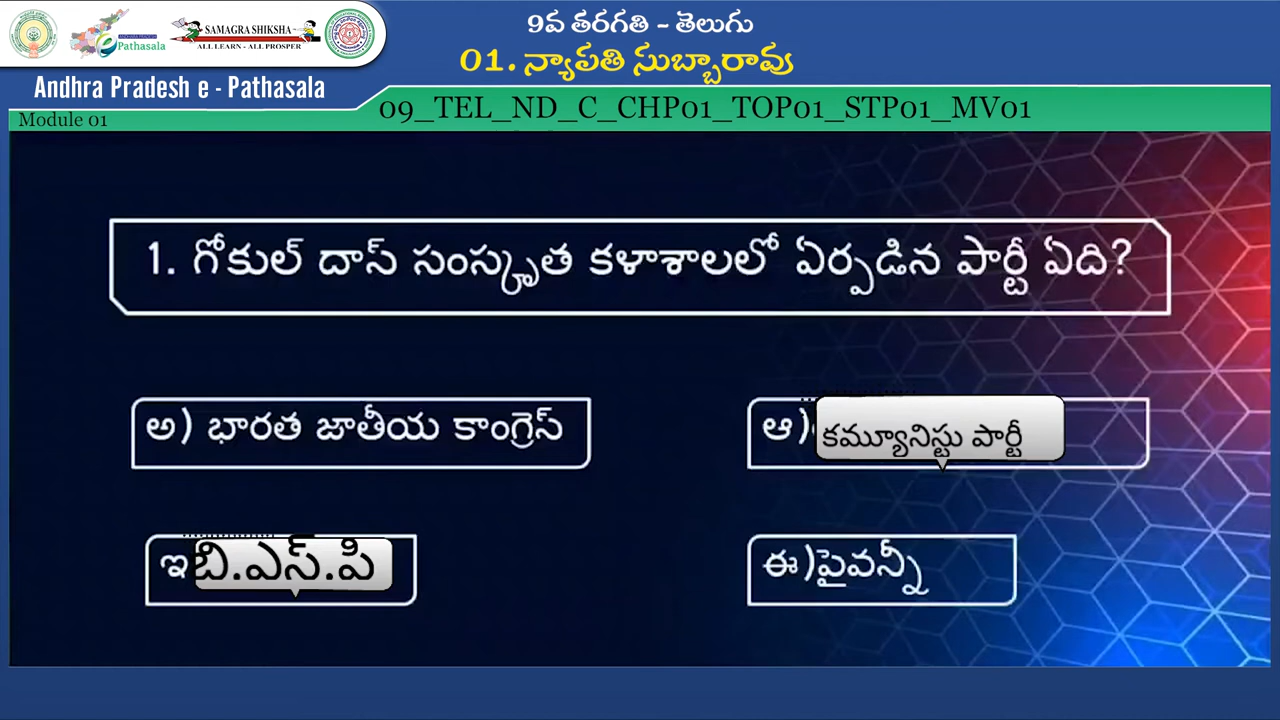 SAMAGRA SHIKSHA
ALL LEARN - ALL PROSPER
Pathasala
Andhra Pradesh e - Pathasala
9వ తరగతి - తెలుగు
01. న్యాపతి సుబ్బారావు
Module 01
09_TEL_ND_C_CHP01_TOP01_STP01_MV01
1. గోకుల్ దాస్ సంస్కృత కళాశాలలో ఏర్పడిన పార్టీ ఏది?
అ) భారత జాతీయ కాంగ్రెస్
ఆ) కమ్యూనిస్టు పార్టీ
ఇ బి.ఎస్.పి
ఈ)పైవన్నీ